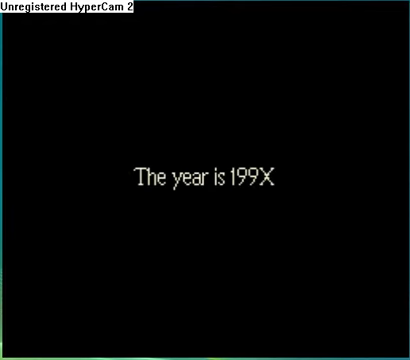 Unregistered HyperCam 2
The year is 199X